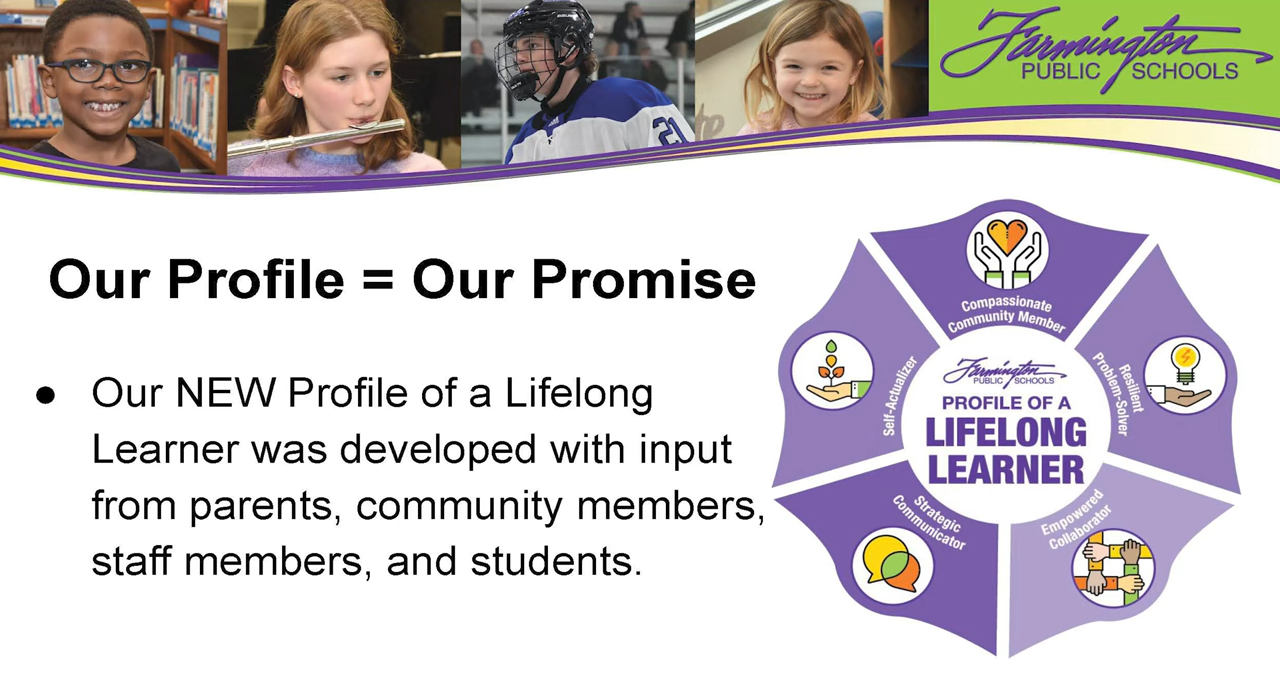 Farmington
PUBLIC SCHOOLS
21
Our Profile = Our Promise
● Our NEW Profile of a Lifelong
Learner was developed with input
from parents, community members,
staff members, and students.
Compassionate
Community Member
Resilient
Problem-Solver
Empowered
Collaborator
Strategic
Communicator
Self-Actualizer
Farmington
PUBLIC SCHOOLS
PROFILE OF A
LIFELONG
LEARNER